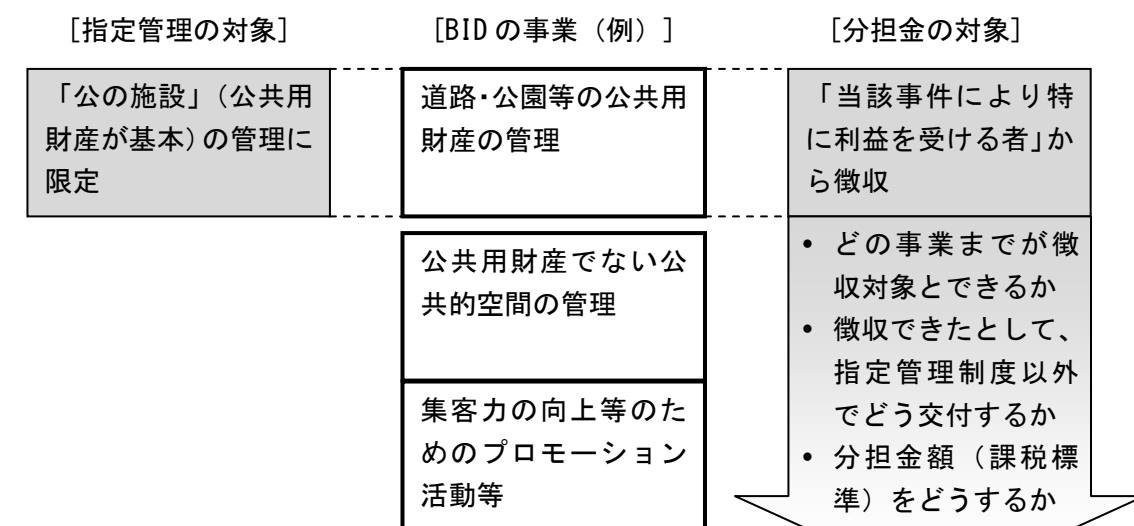 [指定管理の対象]
[BIDの事業（例）]
[分担金の対象]
「公の施設」（公共用
財産が基本）の管理に
限定
道路・公園等の公共用
財産の管理
「当該事件により特
に利益を受ける者」か
ら徴収
公共用財産でない公
共的空間の管理
集客力の向上等のた
めのプロモーション
活動等
• どの事業までが徴
収対象とできるか
• 徴収できたとして、
指定管理制度以外
でどう交付するか
• 分担金額（課税標
準）をどうするか